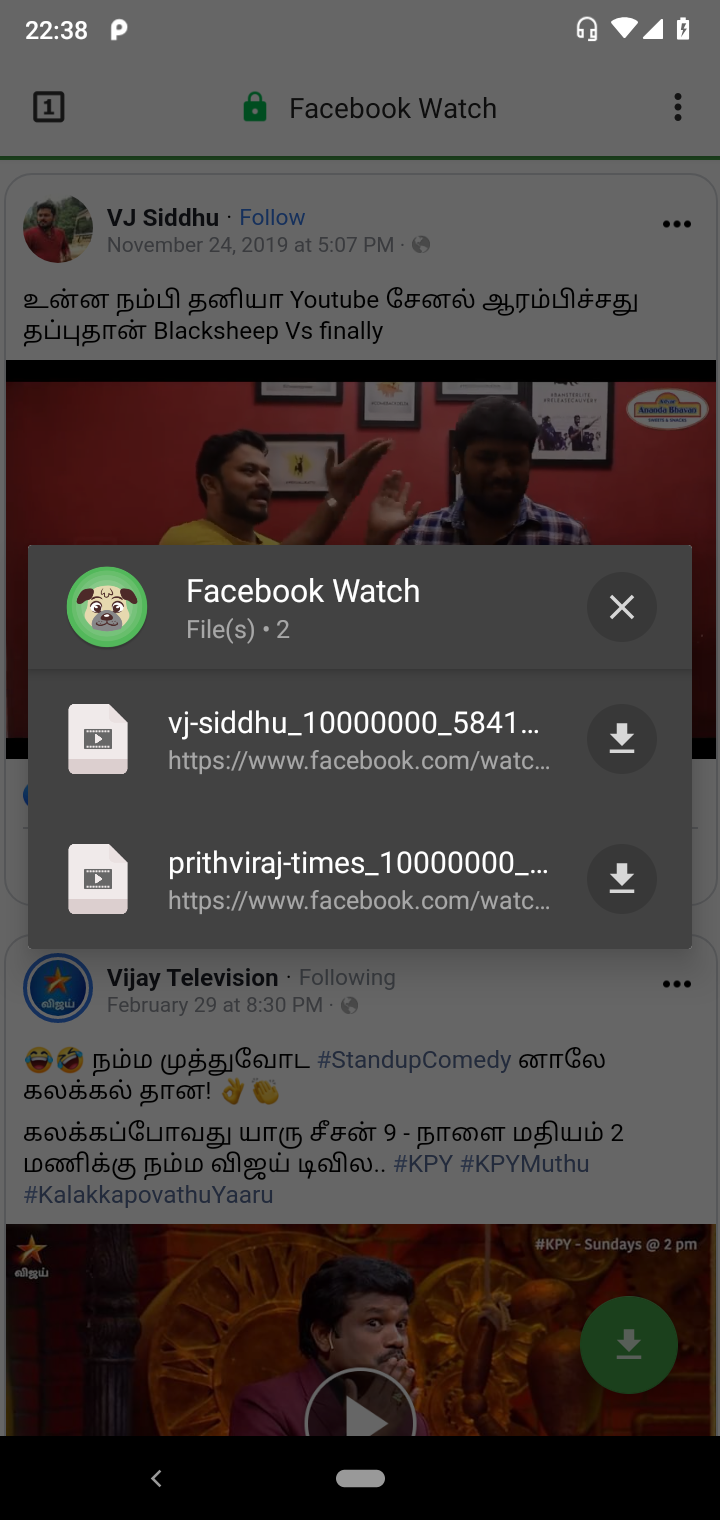 22:38
1
Facebook Watch
VJ Siddhu · Follow
November 24, 2019 at 5:07 PM ·
உன்ன நம்பி தனியா Youtube சேனல் ஆரம்பிச்சது
தப்புதான் Blacksheep Vs finally
Ananda Bhavan
Facebook Watch
File(s) • 2
vj-siddhu_10000000_5841...
https://www.facebook.com/watc...
prithviraj-times_10000000_...
https://www.facebook.com/watc...
Vijay Television · Following
விஜய்
February 29 at 8:30 PM ·
😂🤣 நம்ம முத்துவோட #StandupComedy னாலே
கலக்கல் தான! 👌👏
கலக்கப்போவது யாரு சீசன் 9 - நாளை மதியம் 2
மணிக்கு நம்ம விஜய் டிவில.. #KPY #KPYMuthu
#KalakkapovathuYaaru
#KPY - Sundays @ 2 pm
விஜய்